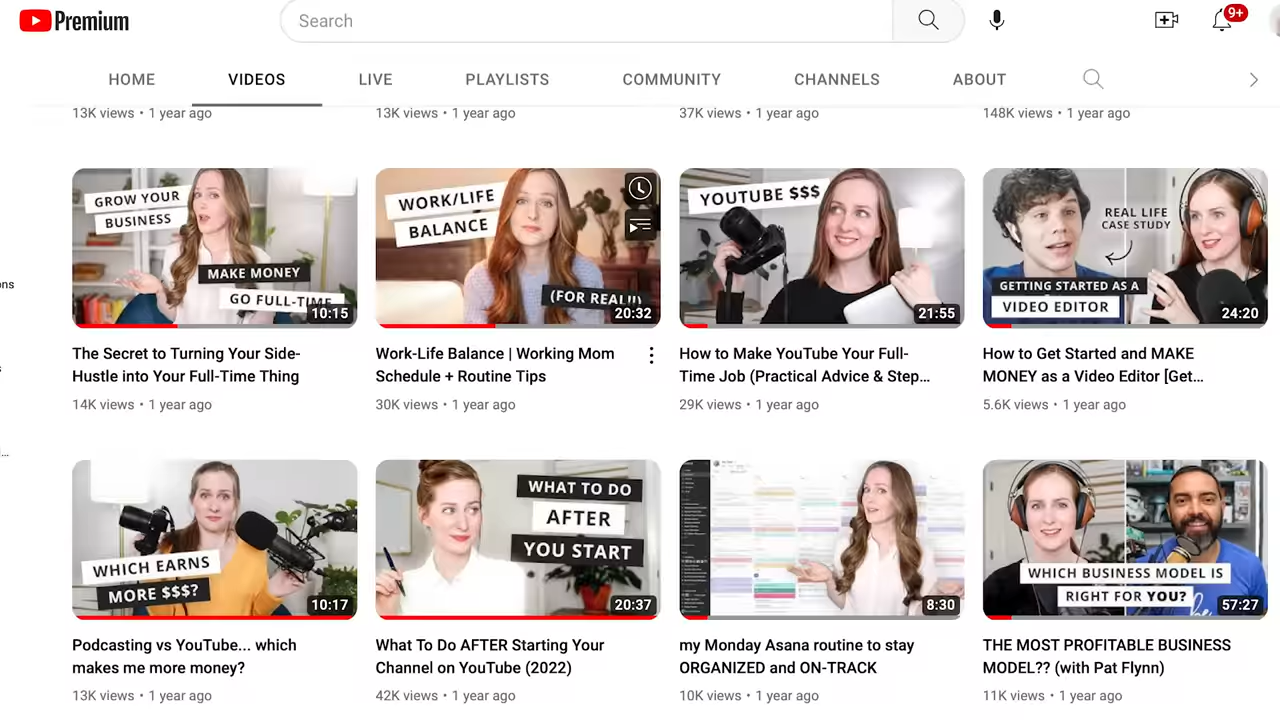 Premium
Search
9+
HOME VIDEOS LIVE PLAYLISTS COMMUNITY CHANNELS ABOUT
13K views • 1 year ago
13K views • 1 year ago
37K views • 1 year ago
148K views • 1 year ago
GROW YOUR
BUSINESS
MAKE MONEY
GO FULL-TIME
10:15
WORK/LIFE
BALANCE
(FOR REAL!!)
20:32
YOUTUBE $$$
21:55
REAL LIFE
CASE STUDY
GETTING STARTED AS A
VIDEO EDITOR
24:20
ons
The Secret to Turning Your Side-
Hustle into Your Full-Time Thing
14K views • 1 year ago
Work-Life Balance | Working Mom
Schedule + Routine Tips
30K views • 1 year ago
How to Make YouTube Your Full-
Time Job (Practical Advice & Step...
29K views • 1 year ago
How to Get Started and MAKE
MONEY as a Video Editor [Get...
5.6K views • 1 year ago
WHICH EARNS
MORE $$$?
10:17
WHAT TO DO
AFTER
YOU START
20:37
8:30
WHICH BUSINESS MODEL IS
RIGHT FOR YOU?
57:27
Podcasting vs YouTube... which
makes me more money?
13K views • 1 year ago
What To Do AFTER Starting Your
Channel on YouTube (2022)
42K views • 1 year ago
my Monday Asana routine to stay
ORGANIZED and ON-TRACK
10K views • 1 year ago
THE MOST PROFITABLE BUSINESS
MODEL?? (with Pat Flynn)
11K views • 1 year ago